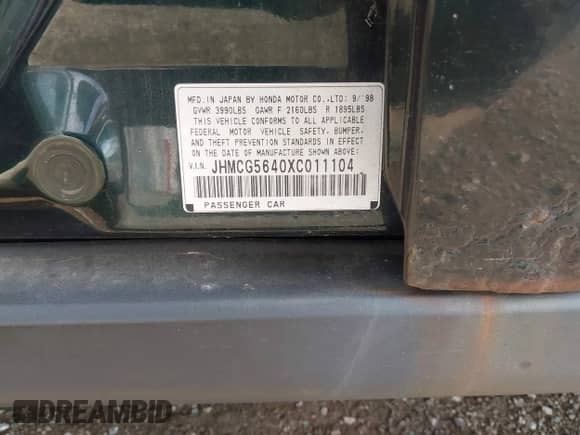 MFD.IN JAPAN BY HONDA MOTOR CO.,LTD: 9/'98
GVWR 3990LBS GAWR F 2160LBS R 1895LBS
THIS VEHICLE CONFORMS TO ALL APPLICABLE
FEDERAL MOTOR VEHICLE SAFETY, BUMPER,
AND THEFT PREVENTION STANDARDS IN EFFECT
ON THE DATE OF MANUFACTURE SHOWN ABOVE:
V.I.N. JHMCG5640XC011104
PASSENGER CAR
DREAMBID